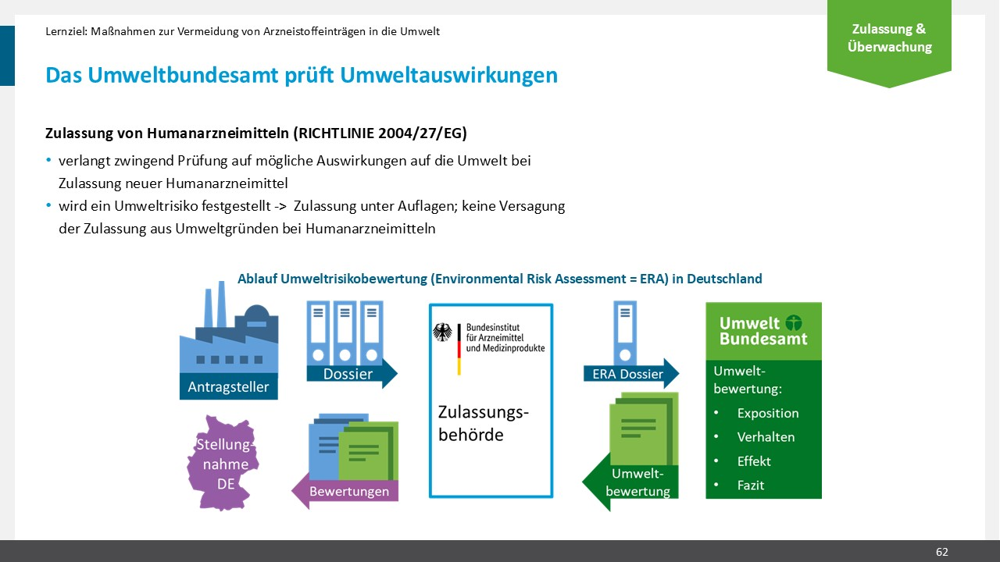 Lernziel: Maßnahmen zur Vermeidung von Arzneistoffeinträgen in die Umwelt
Zulassung &
Überwachung
Das Umweltbundesamt prüft Umweltauswirkungen
Zulassung von Humanarzneimitteln (RICHTLINIE 2004/27/EG)
• verlangt zwingend Prüfung auf mögliche Auswirkungen auf die Umwelt bei
Zulassung neuer Humanarzneimittel
• wird ein Umweltrisiko festgestellt -> Zulassung unter Auflagen; keine Versagung
der Zulassung aus Umweltgründen bei Humanarzneimitteln
Ablauf Umweltrisikobewertung (Environmental Risk Assessment = ERA) in Deutschland
Antragsteller
Dossier
Bundesinstitut
für Arzneimittel
und Medizinprodukte
Zulassungs-
behörde
ERA Dossier
Umwelt
Bundesamt
Umwelt-
bewertung:
• Exposition
• Verhalten
• Effekt
• Fazit
Umwelt-
bewertung
Bewertungen
Stellung-
nahme
DE
62